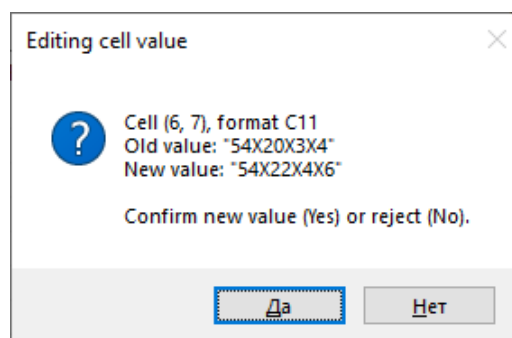 Editing cell value
Cell (6, 7), format C11
Old value: "54X20X3X4"
New value: "54X22X4X6"
Confirm new value (Yes) or reject (No).
Да
Нет